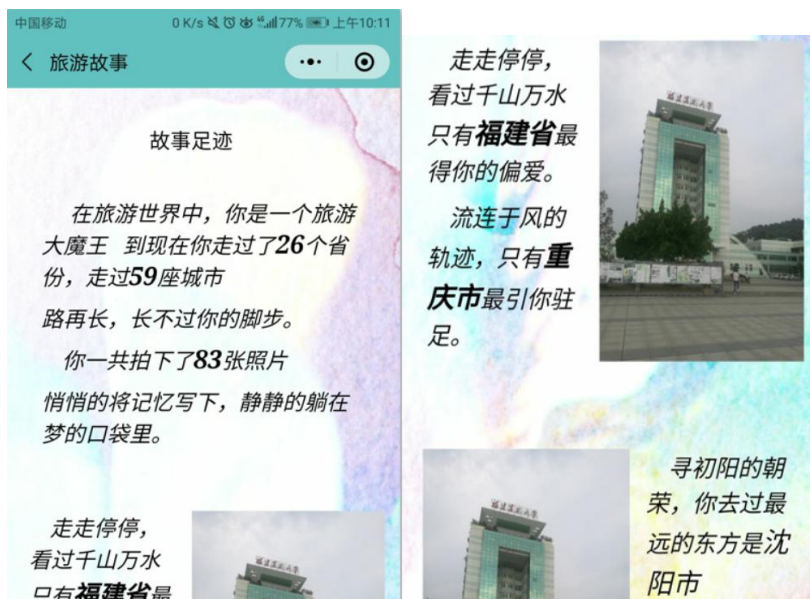 中国移动 0 K/s 77% 上午10:11
旅游故事
故事足迹
在旅游世界中，你是一个旅游
大魔王 到现在你走过了26个省
份，走过59座城市
路再长，长不过你的脚步。
你一共拍下了83张照片
悄悄的将记忆写下，静静的躺在
梦的口袋里。
走走停停，
看过千山万水
只有福建省最
走走停停，
看过千山万水
只有福建省最
得你的偏爱。
流连于风的
轨迹，只有重
庆市最引你驻
足。
寻初阳的朝
荣，你去过最
远的东方是沈
阳市